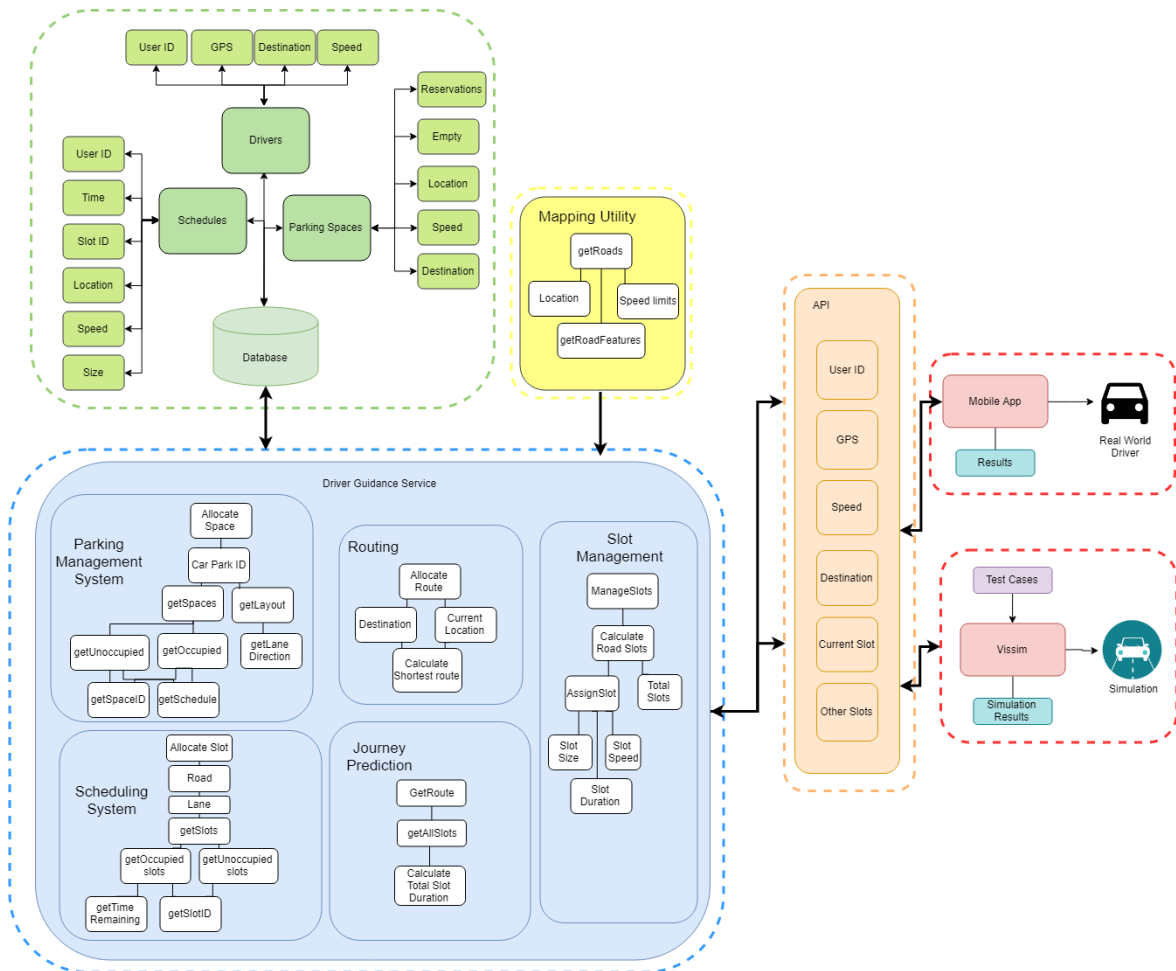 User ID
GPS
Destination
Speed
Drivers
Reservations
Empty
Location
Speed
Destination
Parking Spaces
User ID
Time
Slot ID
Location
Speed
Size
Schedules
Database
Mapping Utility
getRoads
Location
Speed limits
getRoadFeatures
Driver Guidance Service
Parking
Management
System
Allocate
Space
Car Park ID
getSpaces
getLayout
getUnoccupied
getOccupied
getLane
Direction
getSpaceID
getSchedule
Routing
Allocate
Route
Destination
Current
Location
Calculate
Shortest route
Slot
Management
ManageSlots
Calculate
Road Slots
AssignSlot
Total
Slots
Slot
Size
Slot
Speed
Slot
Duration
Scheduling
System
Allocate Slot
Road
Lane
getSlots
getOccupied
slots
getUnoccupied
slots
getTime
Remaining
getSlotID
Journey
Prediction
GetRoute
getAllSlots
Calculate
Total Slot
Duration
API
User ID
GPS
Speed
Destination
Current Slot
Other Slots
Mobile App
Results
Real World
Driver
Test Cases
Vissim
Simulation
Results
Simulation